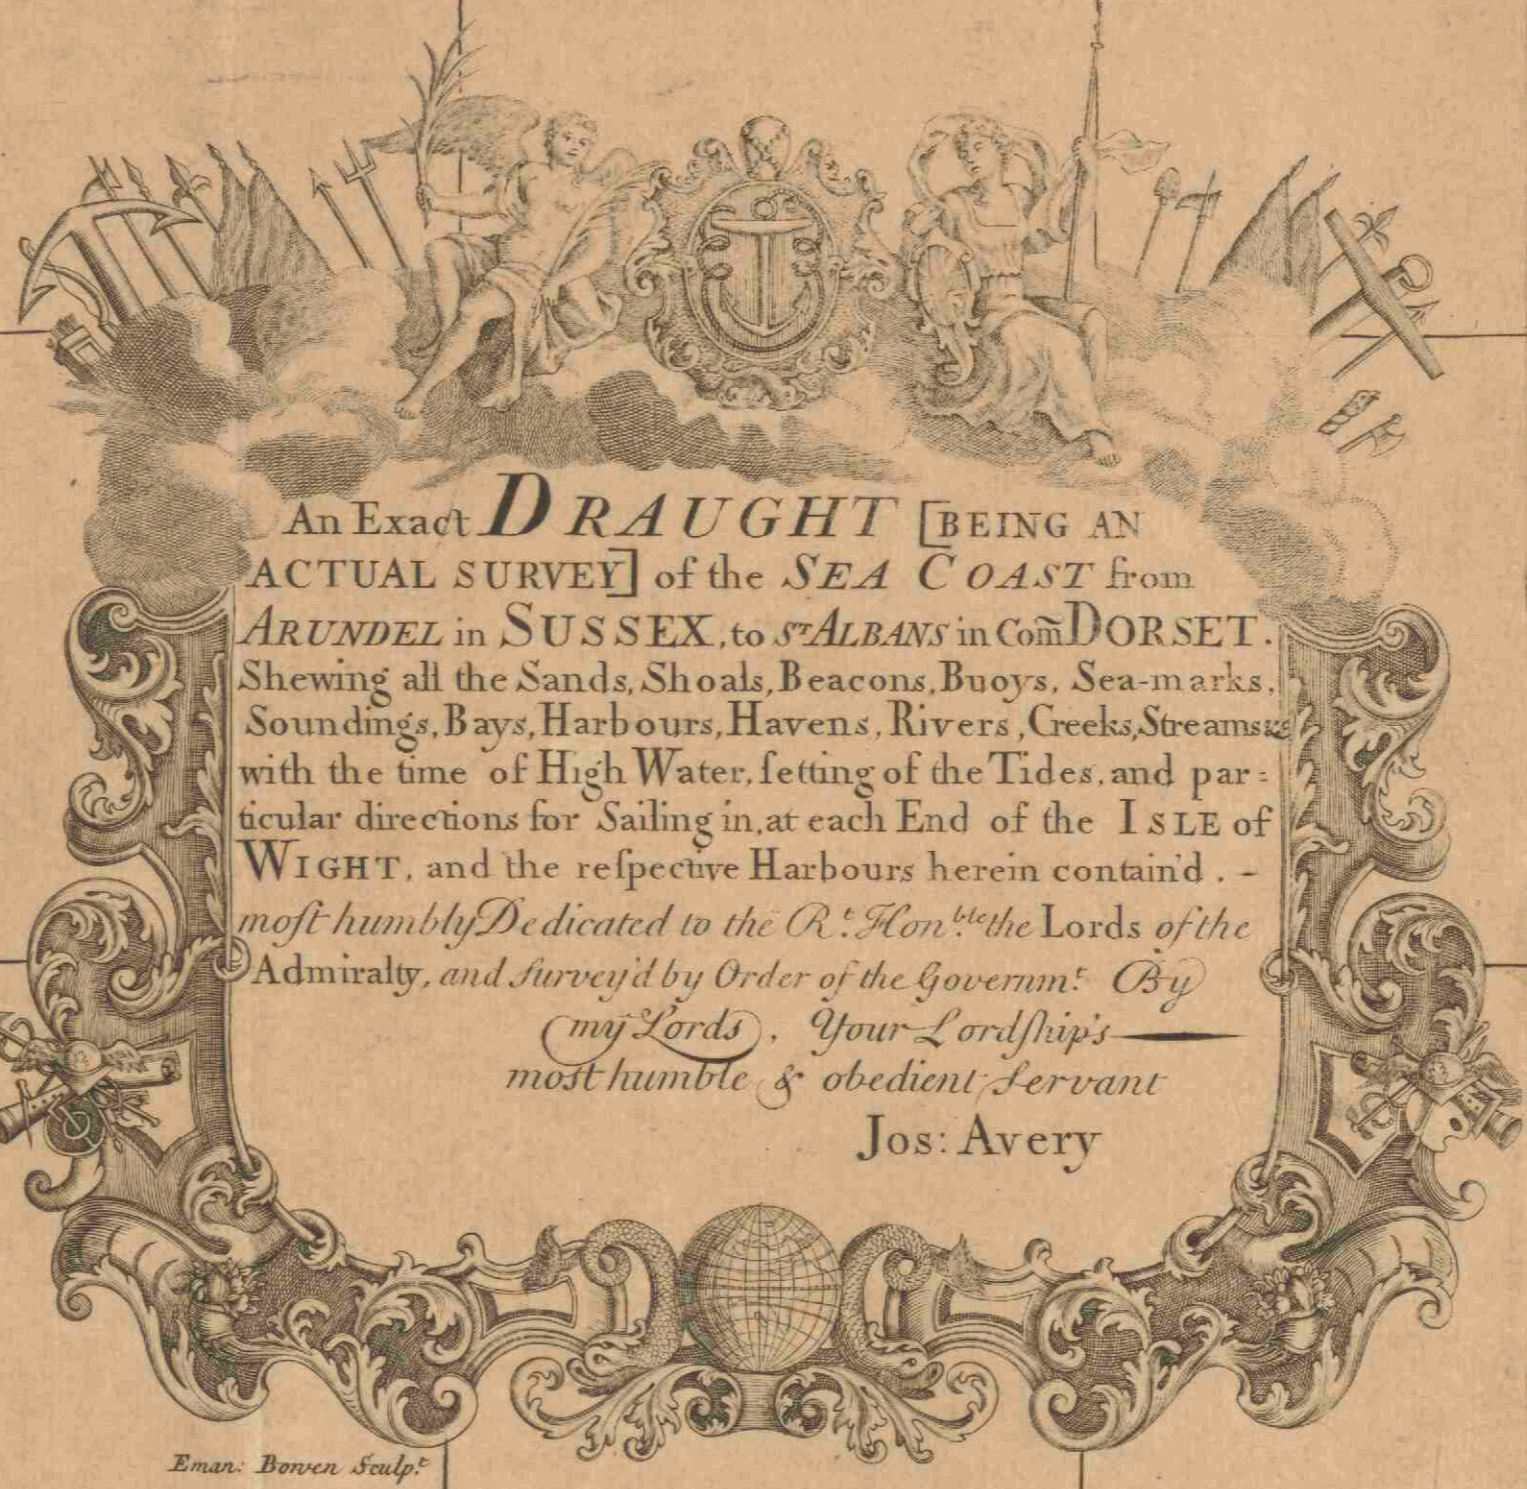 An Exact DRAUGHT [BEING AN
ACTUAL SURVEY] of the SEA COAST from
ARUNDEL in SUSSEX, to ST ALBANS in Com̃ DORSET.
Shewing all the Sands, Shoals, Beacons, Buoys, Sea-marks,
Soundings, Bays, Harbours, Havens, Rivers, Creeks, Streams &c
with the time of High Water, ſetting of the Tides, and par=
ticular directions for Sailing in, at each End of the ISLE of
WIGHT, and the reſpective Harbours herein contain'd. -
moſt humbly Dedicated to the Rt. Honble. the Lords of the
Admiralty, and Survey'd by Order of the Governmt. By
(my Lords), Your Lordſhip's—
most humble & obedient Servant
Jos: Avery
Eman: Bowen Sculpt.